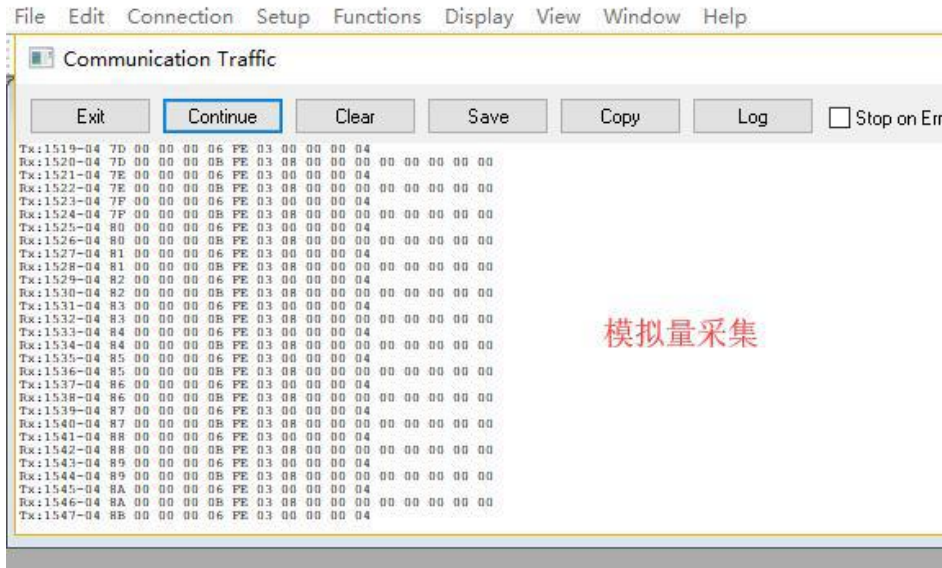 File Edit Connection Setup Functions Display View Window Help
Communication Traffic
Exit Continue Clear Save Copy Log Stop on Err
Tx:1519-04 7D 00 00 00 06 FE 03 00 00 00 04
Rx:1520-04 7D 00 00 00 0B FE 03 08 00 00 00 00 00 00 00 00
Tx:1521-04 7E 00 00 00 06 FE 03 00 00 00 04
Rx:1522-04 7E 00 00 00 0B FE 03 08 00 00 00 00 00 00 00 00
Tx:1523-04 7F 00 00 00 06 FE 03 00 00 00 04
Rx:1524-04 7F 00 00 00 0B FE 03 08 00 00 00 00 00 00 00 00
Tx:1525-04 80 00 00 00 06 FE 03 00 00 00 04
Rx:1526-04 80 00 00 00 0B FE 03 08 00 00 00 00 00 00 00 00
Tx:1527-04 81 00 00 00 06 FE 03 00 00 00 04
Rx:1528-04 81 00 00 00 0B FE 03 08 00 00 00 00 00 00 00 00
Tx:1529-04 82 00 00 00 06 FE 03 00 00 00 04
Rx:1530-04 82 00 00 00 0B FE 03 08 00 00 00 00 00 00 00 00
Tx:1531-04 83 00 00 00 06 FE 03 00 00 00 04
Rx:1532-04 83 00 00 00 0B FE 03 08 00 00 00 00 00 00 00 00
Tx:1533-04 84 00 00 00 06 FE 03 00 00 00 04
模拟量采集
Rx:1534-04 84 00 00 00 0B FE 03 08 00 00 00 00 00 00 00 00
Tx:1535-04 85 00 00 00 06 FE 03 00 00 00 04
Rx:1536-04 85 00 00 00 0B FE 03 08 00 00 00 00 00 00 00 00
Tx:1537-04 86 00 00 00 06 FE 03 00 00 00 04
Rx:1538-04 86 00 00 00 0B FE 03 08 00 00 00 00 00 00 00 00
Tx:1539-04 87 00 00 00 06 FE 03 00 00 00 04
Rx:1540-04 87 00 00 00 0B FE 03 08 00 00 00 00 00 00 00 00
Tx:1541-04 88 00 00 00 06 FE 03 00 00 00 04
Rx:1542-04 88 00 00 00 0B FE 03 08 00 00 00 00 00 00 00 00
Tx:1543-04 89 00 00 00 06 FE 03 00 00 00 04
Rx:1544-04 89 00 00 00 0B FE 03 08 00 00 00 00 00 00 00 00
Tx:1545-04 8A 00 00 00 06 FE 03 00 00 00 04
Rx:1546-04 8A 00 00 00 0B FE 03 08 00 00 00 00 00 00 00 00
Tx:1547-04 8B 00 00 00 06 FE 03 00 00 00 04